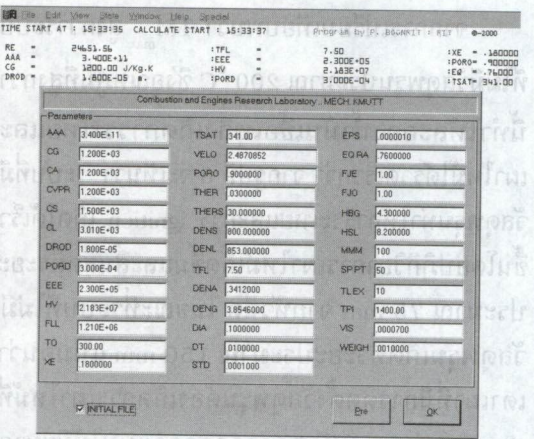 File Edit View State Window Help Special
TIME START AT : 15:33:35 CALCULATE START : 15:33:37 Program by P. BOONKIT : RIT @-2000
RE = 24651.56 :TFL = 7.50 :XE = .180000
AAA = 3.400E+11 :EEE = 2.300E+05 :PORO= .900000
CG = 1200.00 J/Kg.K :HV = 2.183E+07 :EQ = .76000
DROD = 1.800E-05 m. :PORD 3.000E-04 :TSAT= 341.00
Combustion and Engines Research Laboratory... MECH. KMUTT
Parameters
AAA 3.400E+11 TSAT 341.00 EPS .0000010
CG 1.200E+03 VELO 2.4870852 EQ RA .7600000
CA 1.200E+03 PORO .9000000 FJE 1.00
CVPR 1.200E+03 THER .0300000 FJO 1.00
CS 1.500E+03 THERS 30.000000 HBG 4.300000
CL 3.010E+03 DENS 800.000000 HSL 8.200000
DROD 1.800E-05 DENL 853.000000 MMM 100
PORD 3.000E-04 TFL 7.50 SP.PT 50
EEE 2.300E+05 DENA .3412000 TL EX 10
HV 2.183E+07 DENG 3.8546000 TPI 1400.00
FLL 1.210E+06 DIA .1000000 VIS .0000700
TO 300.00 DT .0100000 WEIGH .0010000
XE .1800000 STD .0001000
INITIAL FILE Pre OK